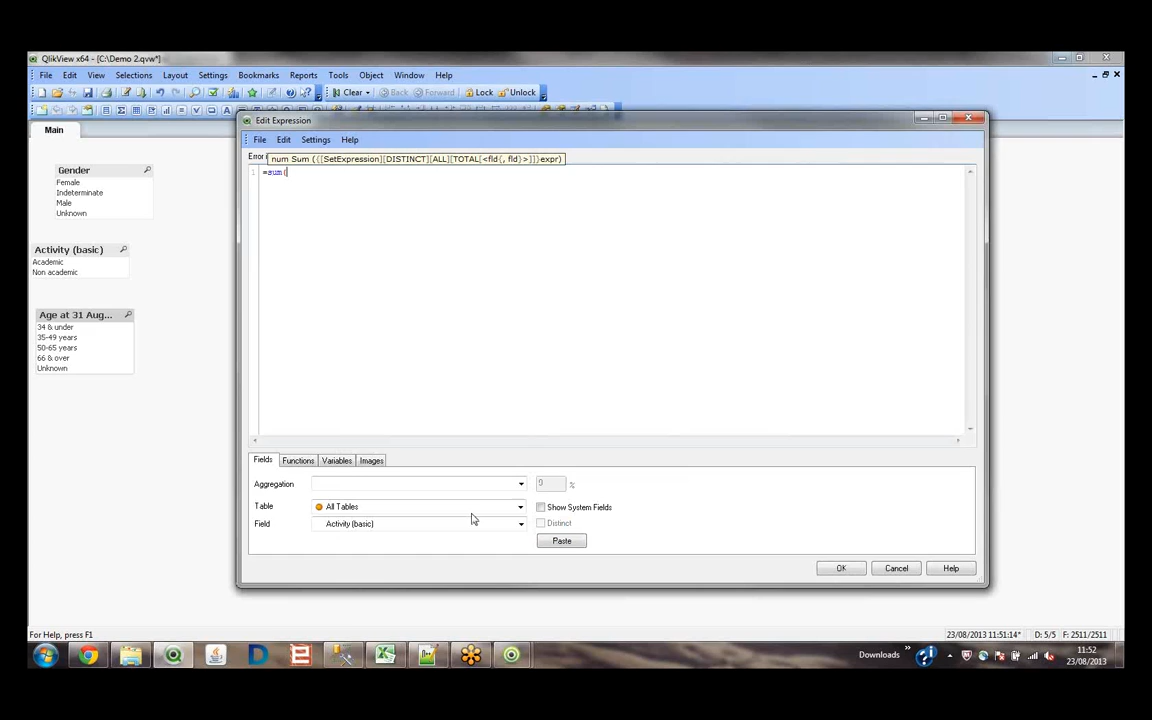 QlikView x64 - [C:\Demo 2.qvw*]
File Edit View Selections Layout Settings Bookmarks Reports Tools Object Window Help
Clear Back Forward Lock Unlock
Main
Gender
Female
Indeterminate
Male
Unknown
Activity (basic)
Academic
Non academic
Age at 31 Aug...
34 & under
35-49 years
50-65 years
66 & over
Unknown
Edit Expression
File Edit Settings Help
Error
num Sum ({[SetExpression][DISTINCT][ALL][TOTAL[<fld{, fld}>]]}expr)
1 =sum(
Fields Functions Variables Images
Aggregation 0 %
Table All Tables Show System Fields
Field Activity (basic) Distinct
Paste
OK Cancel Help
For Help, press F1
23/08/2013 11:51:14* D: 5/5 F: 2511/2511
Downloads
11:52
23/08/2013